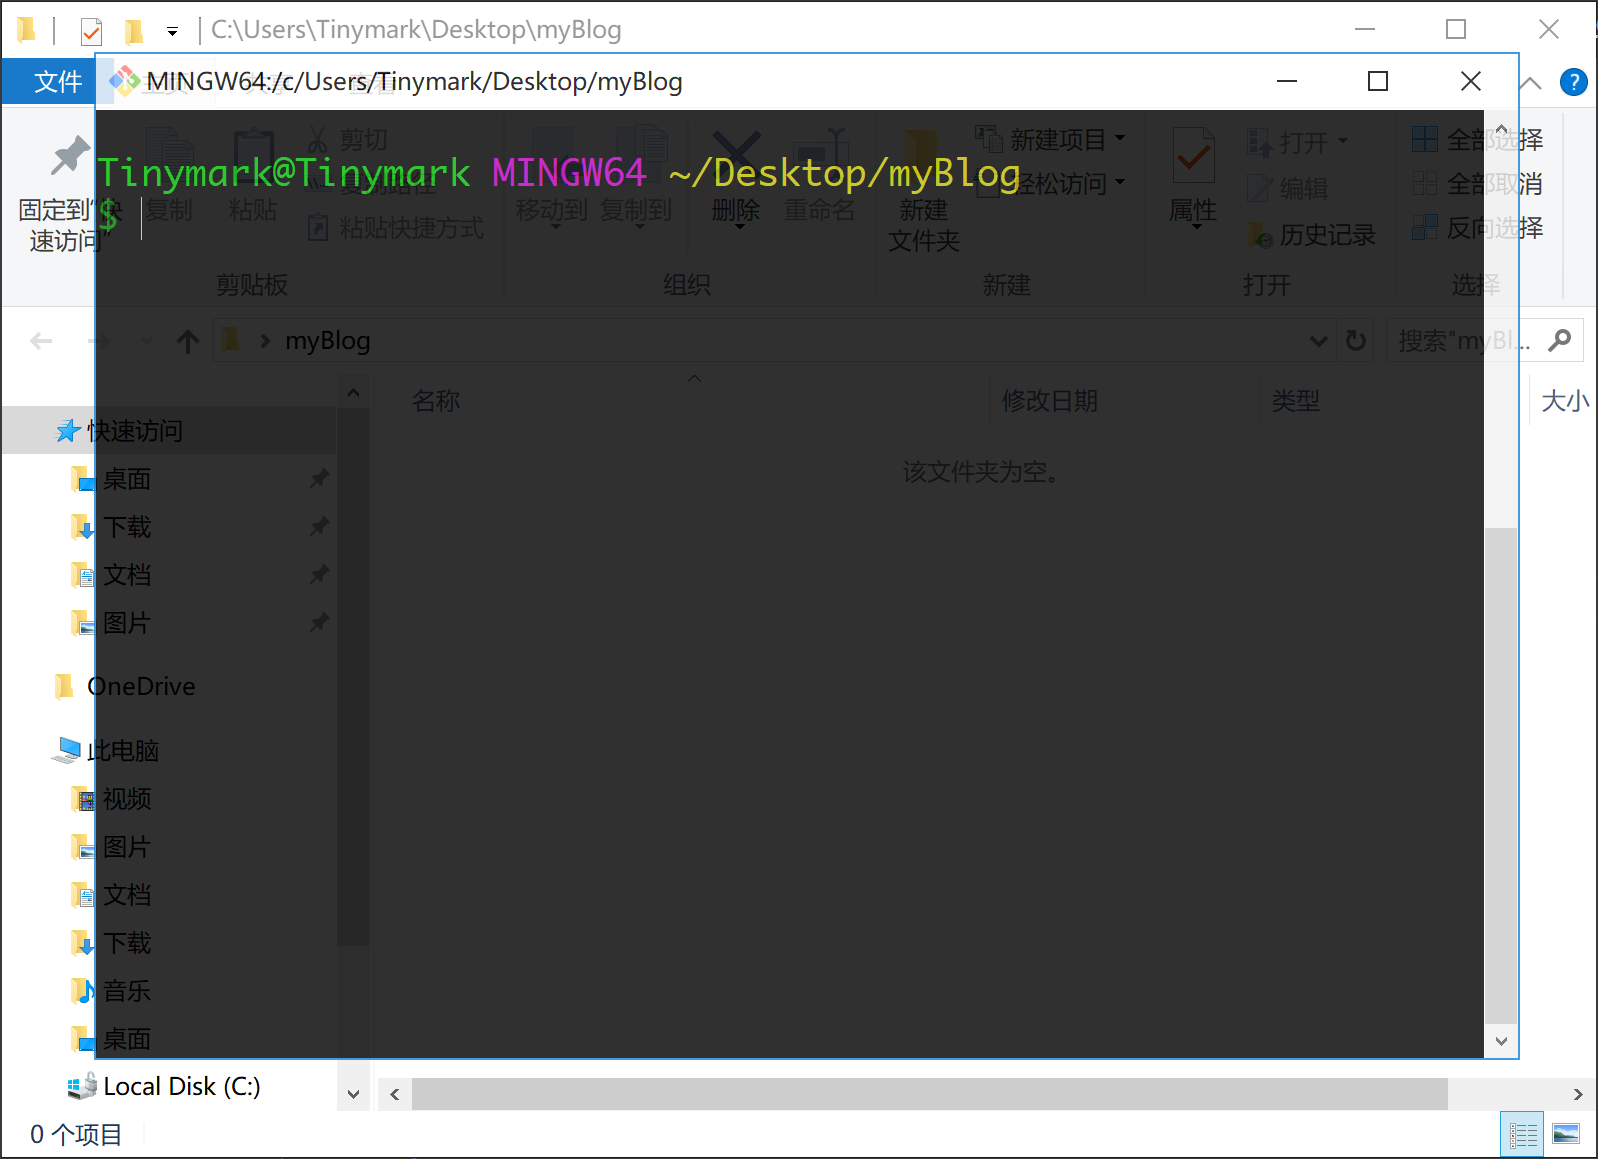 C:\Users\Tinymark\Desktop\myBlog
文件
MINGW64:/c/Users/Tinymark/Desktop/myBlog
主页
共享
查看
剪切
新建项目
打开
全部选择
Tinymark@Tinymark MINGW64 ~/Desktop/myBlog
复制路径
轻松访问
编辑
全部取消
固定到"快
速访问"
$
复制
粘贴
粘贴快捷方式
移动到
复制到
删除
重命名
新建
文件夹
属性
历史记录
反向选择
剪贴板
组织
新建
打开
选择
myBlog
搜索"myBl...
名称
修改日期
类型
大小
快速访问
该文件夹为空。
桌面
下载
文档
图片
OneDrive
此电脑
视频
图片
文档
下载
音乐
桌面
Local Disk (C:)
0 个项目